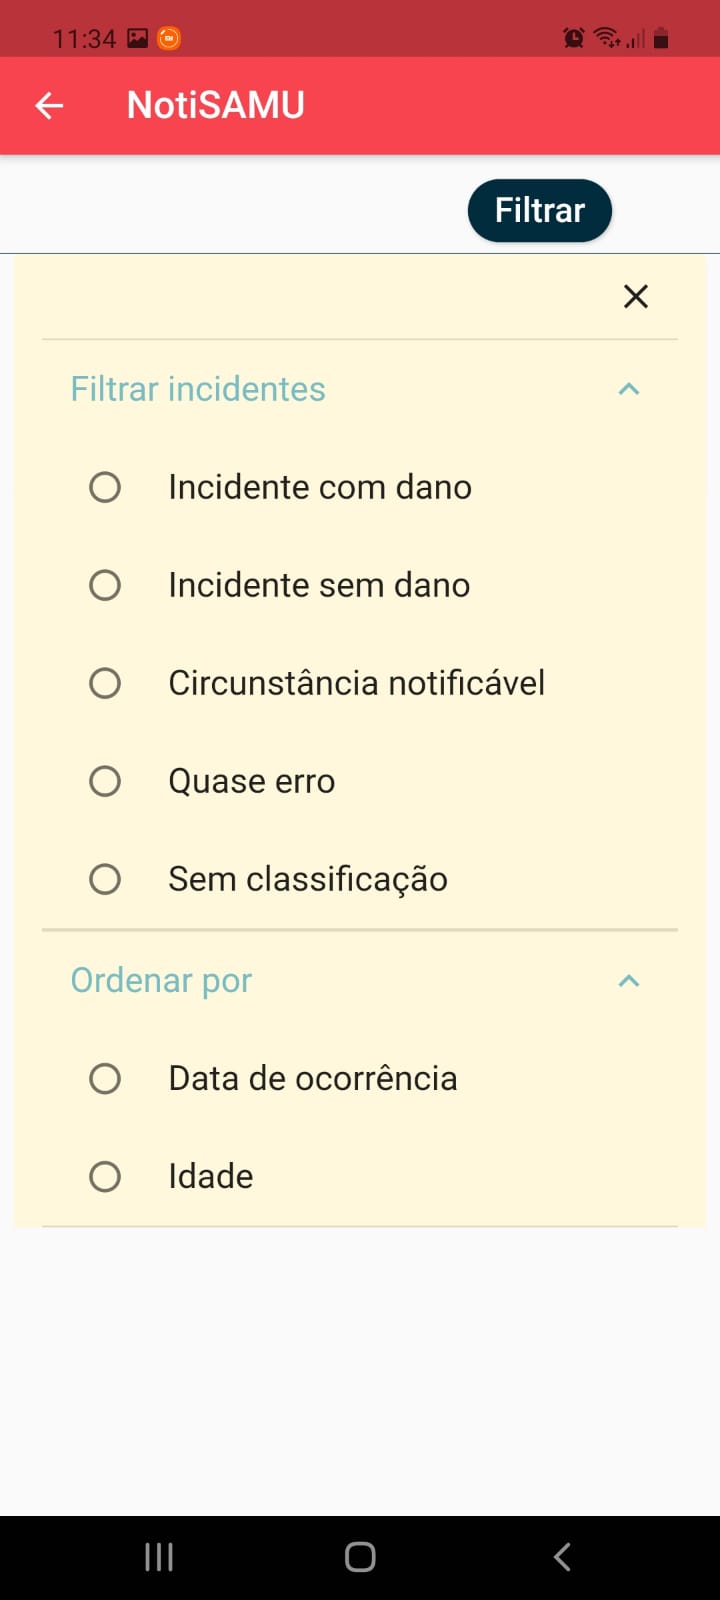 11:34
NotiSAMU
Filtrar
Filtrar incidentes
Incidente com dano
Incidente sem dano
Circunstância notificável
Quase erro
Sem classificação
Ordenar por
Data de ocorrência
Idade